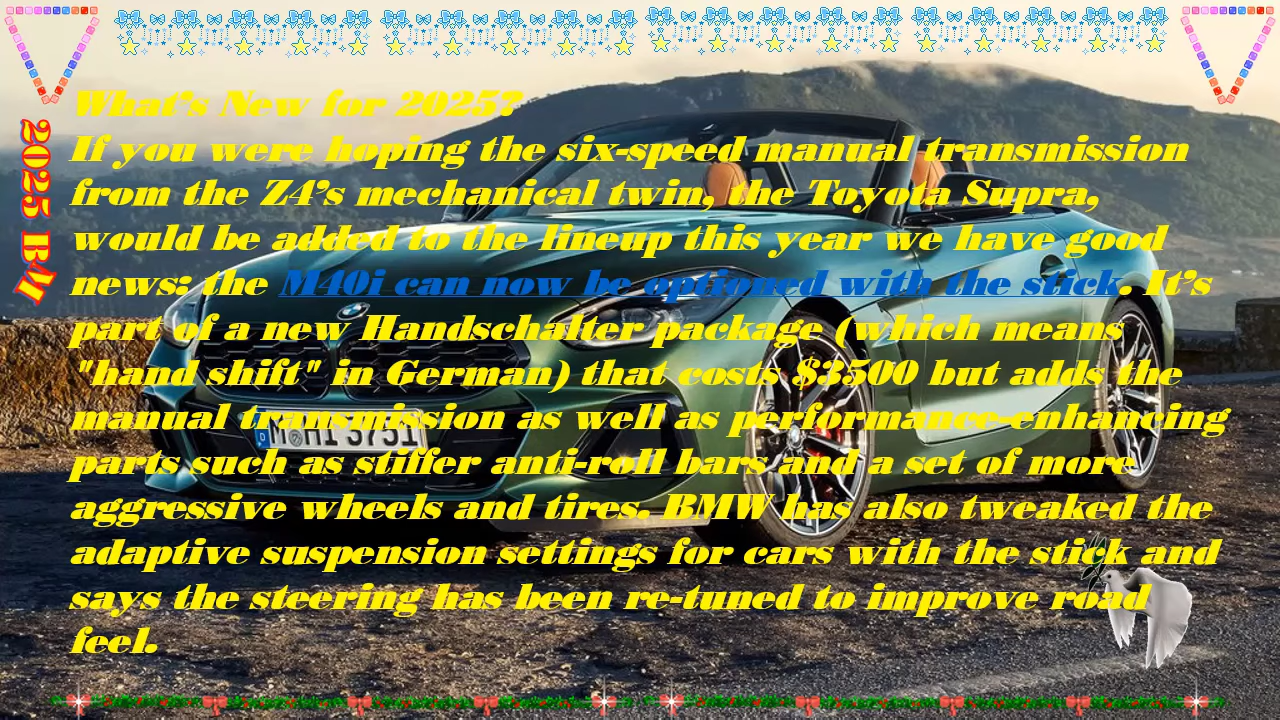 What's New for 2025?
If you were hoping the six-speed manual transmission
from the Z4's mechanical twin, the Toyota Supra,
would be added to the lineup this year we have good
news: the M40i can now be optioned with the stick. It's
part of a new Handschalter package (which means
"hand shift" in German) that costs $3500 but adds the
manual transmission as well as performance-enhancing
parts such as stiffer anti-roll bars and a set of more
aggressive wheels and tires. BMW has also tweaked the
adaptive suspension settings for cars with the stick and
says the steering has been re-tuned to improve road
feel.
2025 BW